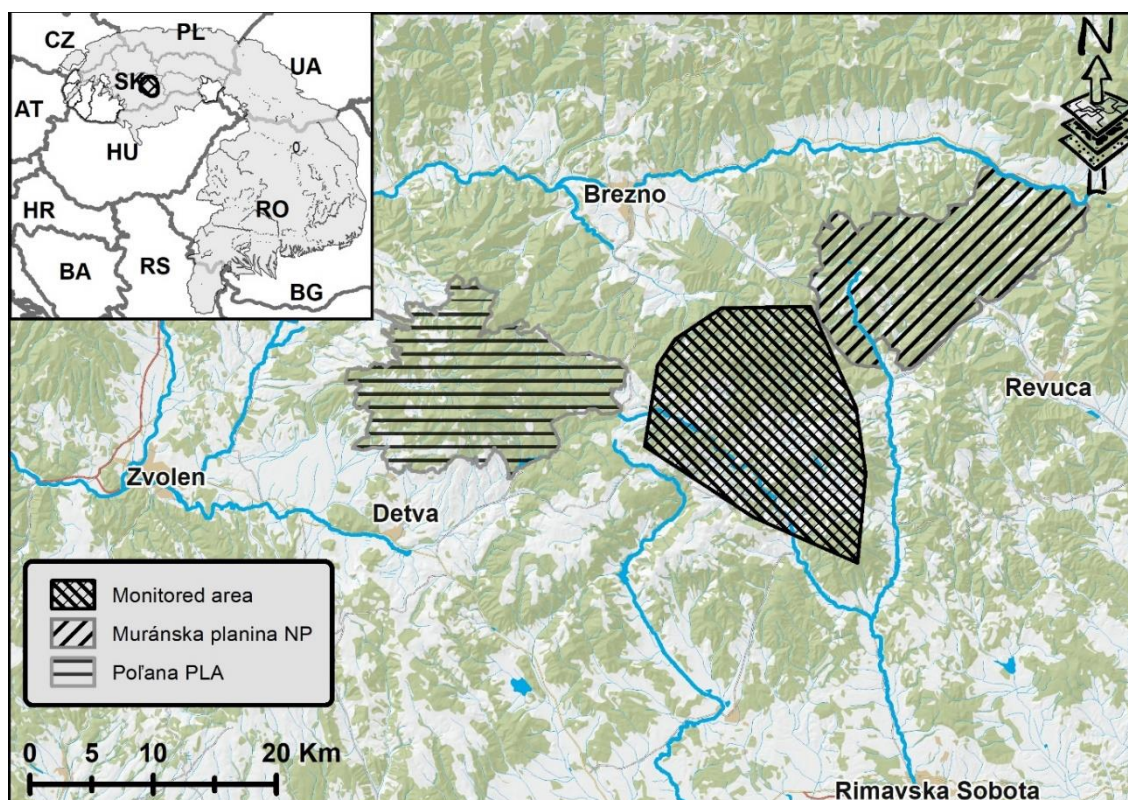 CZ
PL
UA
SK
AT
HU
HR
RO
BA
RS
BG
N
Brezno
Revuca
Zvolen
Detva
Monitored area
Muránska planina NP
Poľana PLA
0 5 10 20 Km
Rimavska Sobota